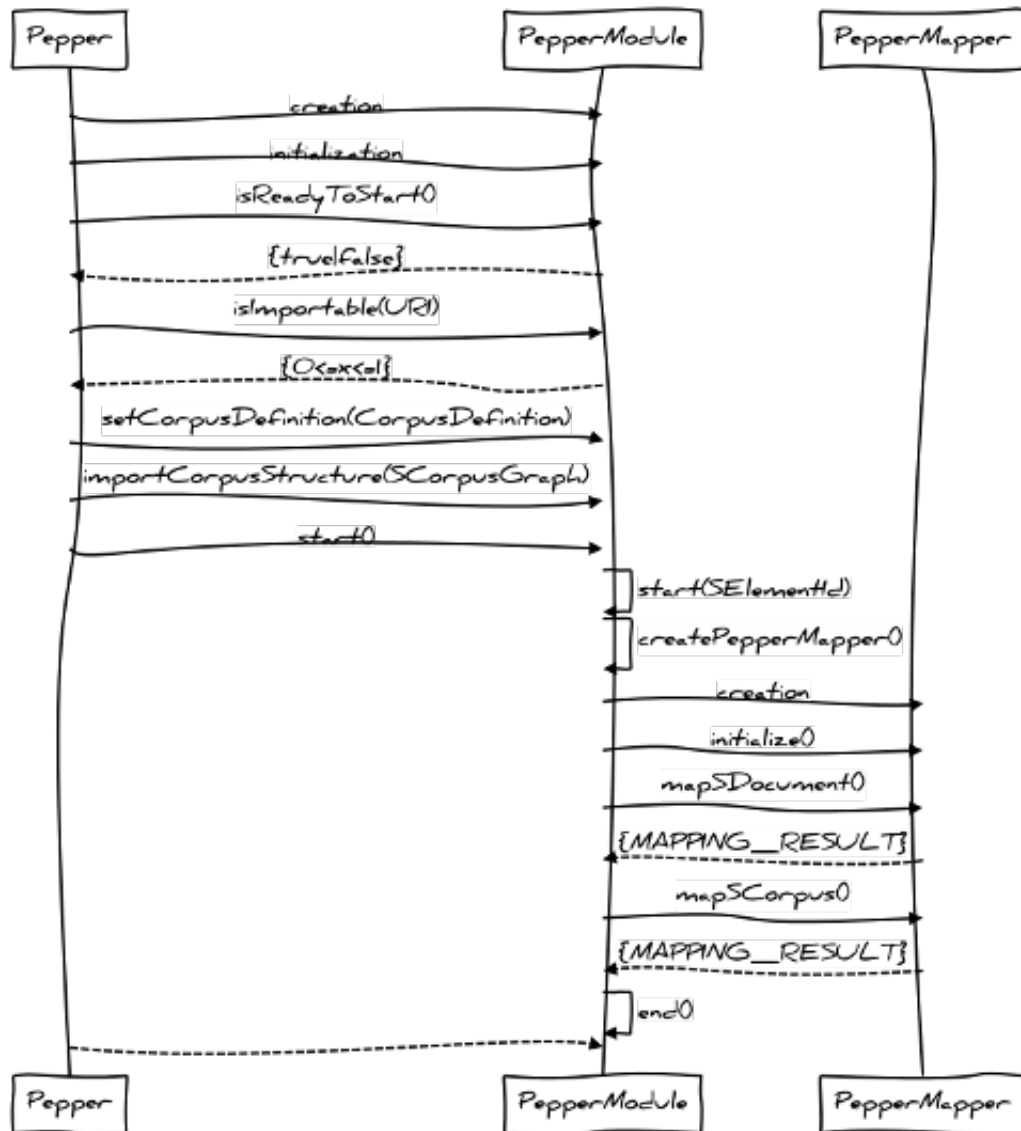 Pepper PepperModule PepperMapper
creation
initialization
isReadyToStart()
{true|false}
isImportable(URI)
{0<=x<=1}
setCorpusDefinition(CorpusDefinition)
importCorpusStructure(SCorpusGraph)
start()
start(SElementId)
createPepperMapper()
creation
initialize()
mapSDocument()
{MAPPING_RESULT}
mapSCorpus()
{MAPPING_RESULT}
end()
Pepper PepperModule PepperMapper